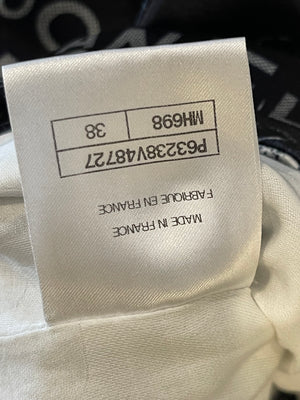 MADE IN FRANCE
FABRIQUE EN FRANCE
P63238V48727
MH698 38